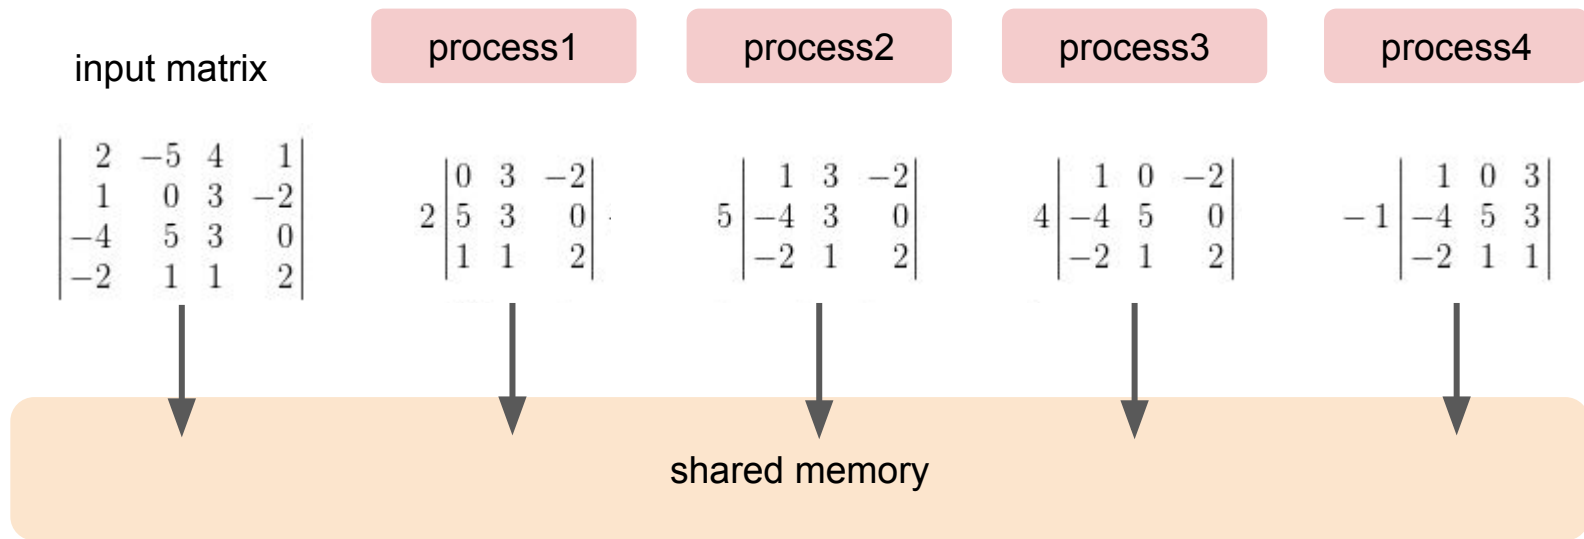 input matrix
process1
process2
process3
process4
| 2 −5 4 1 |
| 1 0 3 −2 |
| −4 5 3 0 |
| −2 1 1 2 |
| 0 3 −2 |
2 | 5 3 0 | .
| 1 1 2 |
| 1 3 −2 |
5 | −4 3 0 |
| −2 1 2 |
| 1 0 −2 |
4 | −4 5 0 |
| −2 1 2 |
| 1 0 3 |
− 1 | −4 5 3 |
| −2 1 1 |
shared memory